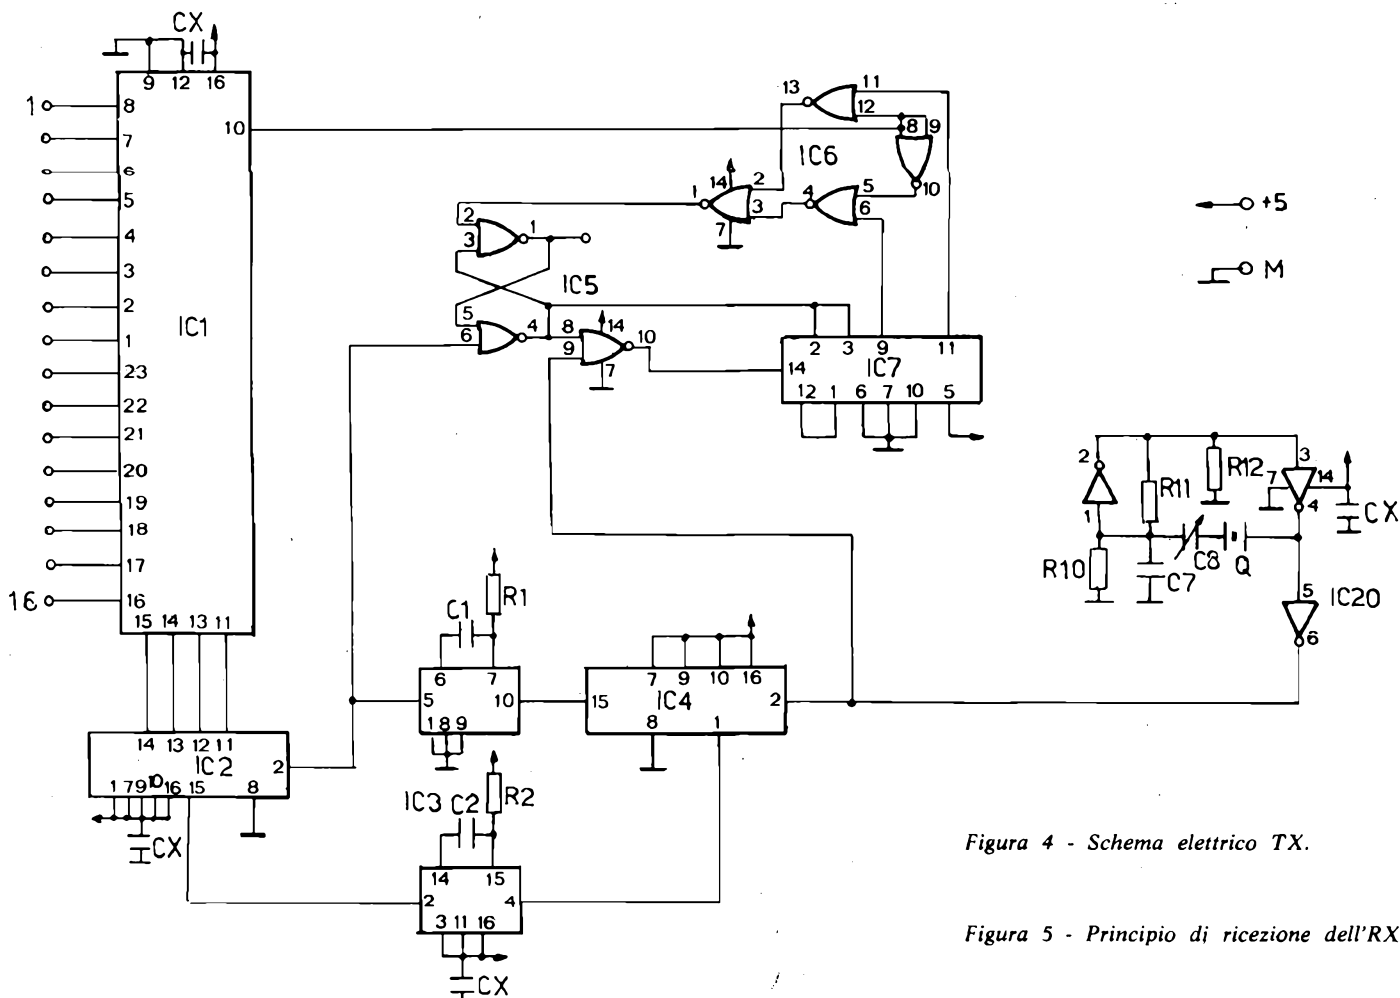 CX
9 12 16
1 8
7
6
5
4
3
2
1
23
22
21
20
19
18
17
16 16
10
IC1
15 14 13 11
14 13 12 11
IC2
2
1 7 9 10 16 15 8
CX
13 11
12
8 9
IC6
10
14 2
1 3
7
4 5
6
2 1
3
IC5
5 4
6
8 14 10
9
7
2 3 9 11
14 IC7
12 1 6 7 10 5
+5
M
2 3
R11 R12 7 14
1 4
CX
R10 C7 C8 Q
5
IC20
6
R1
C1
6 7
5 10
1 8 9
7 9 10 16
15 IC4 2
8 1
IC3 C2 R2
14 15
2 4
3 11 16
CX
Figura 4 - Schema elettrico TX.
Figura 5 - Principio di ricezione dell'RX